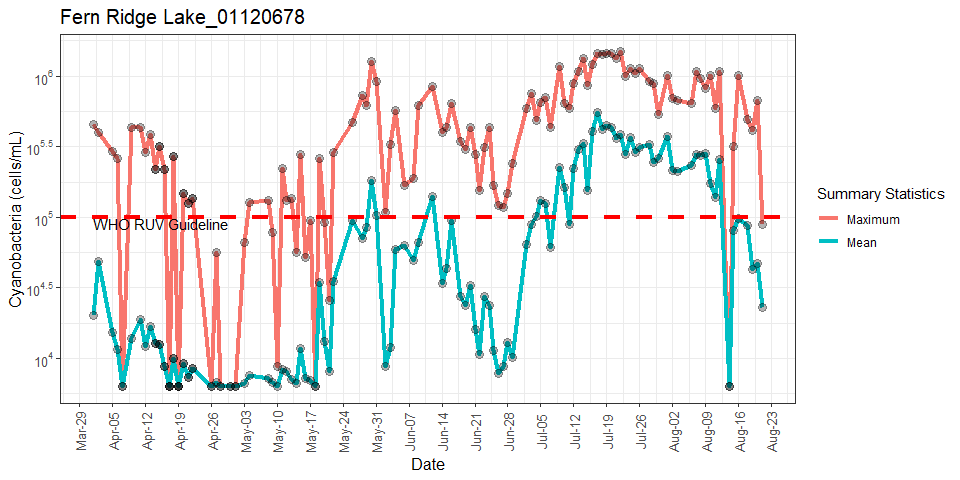 Fern Ridge Lake_01120678
Cyanobacteria (cells/mL)
10^6
10^5.5
10^5
10^4.5
10^4
WHO RUV Guideline
Mar-29
Apr-05
Apr-12
Apr-19
Apr-26
May-03
May-10
May-17
May-24
May-31
Jun-07
Jun-14
Jun-21
Jun-28
Jul-05
Jul-12
Jul-19
Jul-26
Aug-02
Aug-09
Aug-16
Aug-23
Date
Summary Statistics
Maximum
Mean